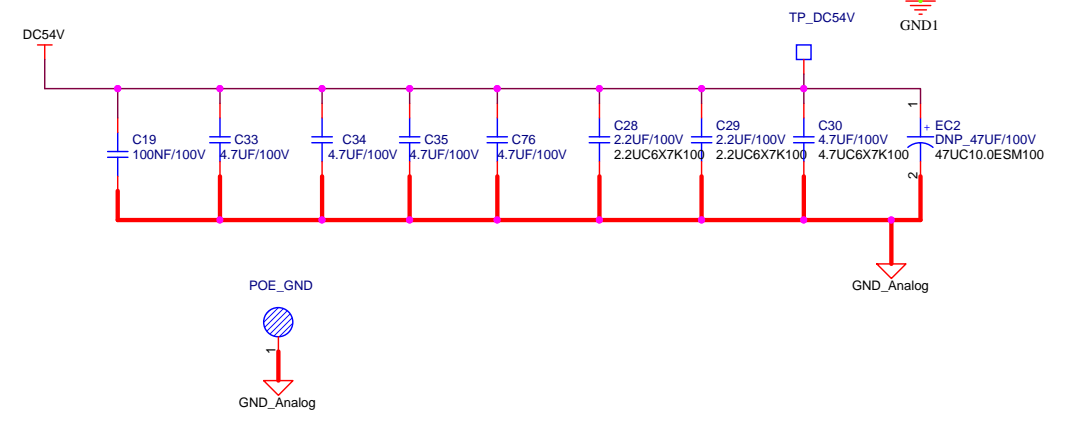 TP_DC54V
GND1
DC54V
C19
100NF/100V
C33
4.7UF/100V
C34
4.7UF/100V
C35
4.7UF/100V
C76
4.7UF/100V
C28
2.2UF/100V
2.2UC6X7K100
C29
2.2UF/100V
2.2UC6X7K100
C30
4.7UF/100V
4.7UC6X7K100
1
+ EC2
DNP_47UF/100V
47UC10.0ESM100
2
GND_Analog
POE_GND
1
GND_Analog